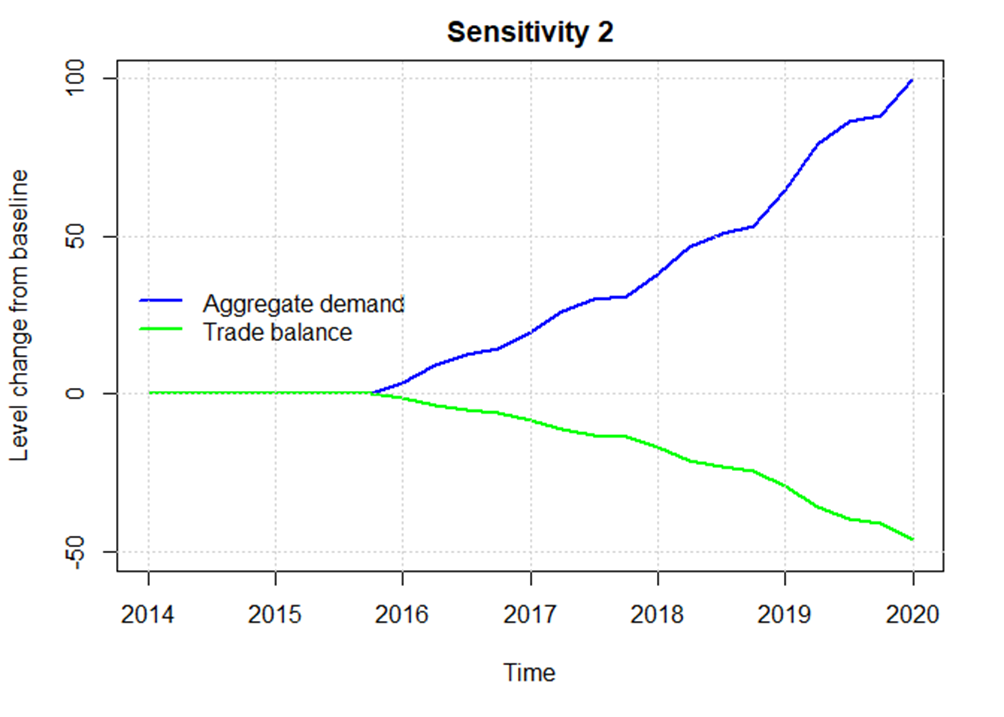 Sensitivity 2
Level change from baseline
100
50
0
-50
Aggregate demand
Trade balance
2014 2015 2016 2017 2018 2019 2020
Time